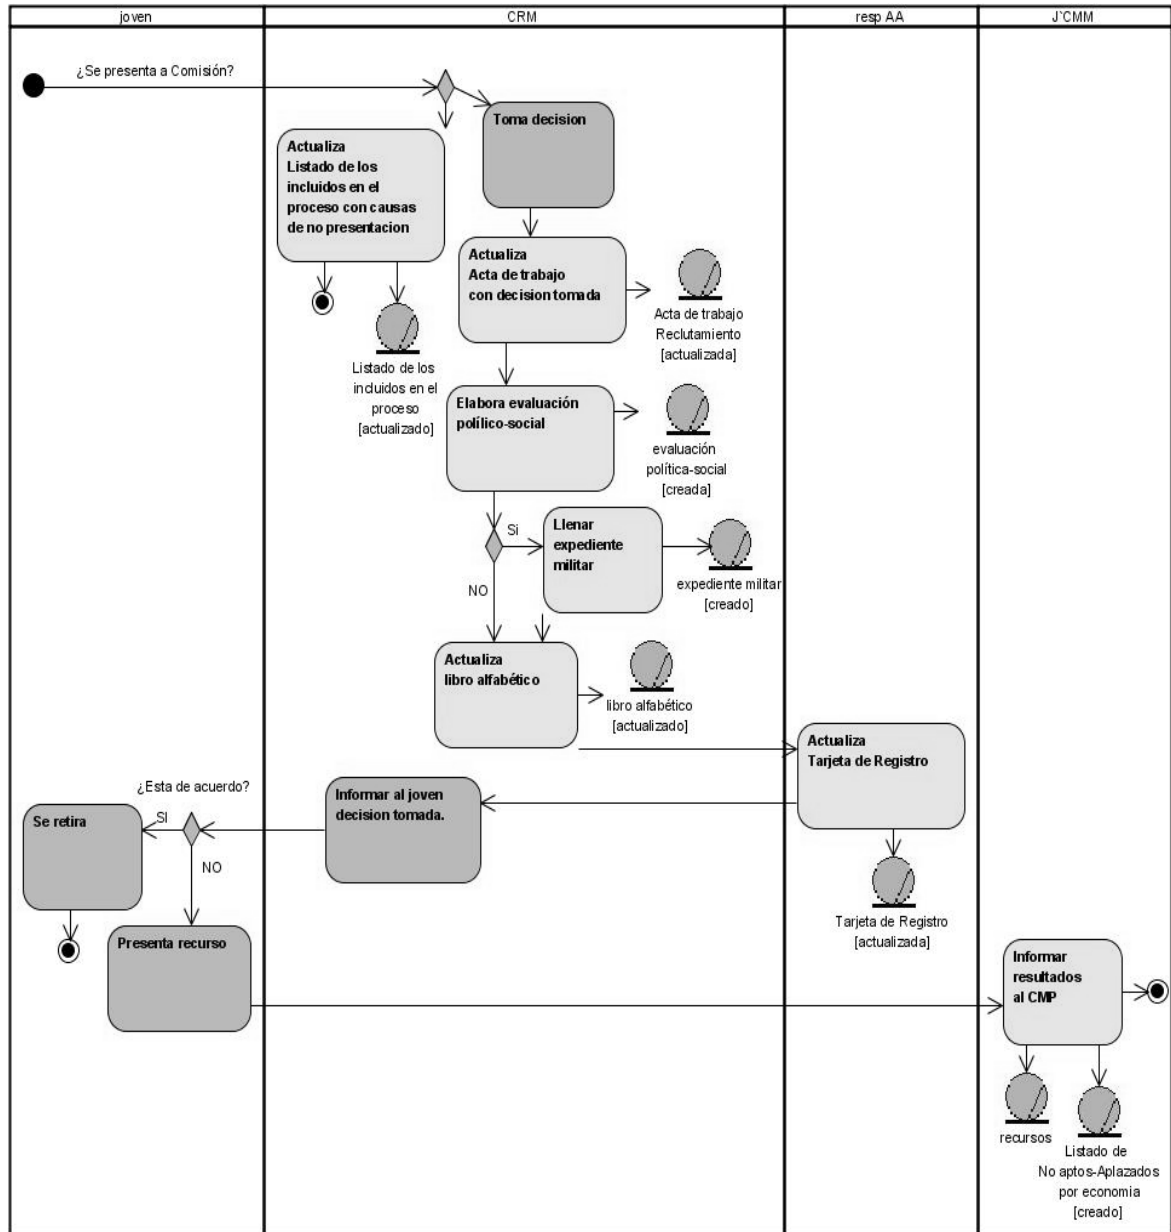 joven
CRM
resp AA
J`CMM
¿Se presenta a Comisión?
Toma decision
Actualiza
Listado de los
incluidos en el
proceso con causas
de no presentacion
Actualiza
Acta de trabajo
con decision tomada
Acta de trabajo
Reclutamiento
[actualizada]
Listado de los
incluidos en el
proceso
[actualizado]
Elabora evaluación
polílico-social
evaluación
política-social
[creada]
Si
Llenar
expediente
militar
NO
expediente militar
[creado]
Actualiza
libro alfabético
libro alfabético
[actualizado]
Actualiza
Tarjeta de Registro
¿Esta de acuerdo?
Informar al joven
decision tomada.
Se retira
SI
NO
Tarjeta de Registro
[actualizada]
Presenta recurso
Informar
resultados
al CMP
recursos
Listado de
No aptos-Aplazados
por economia
[creado]